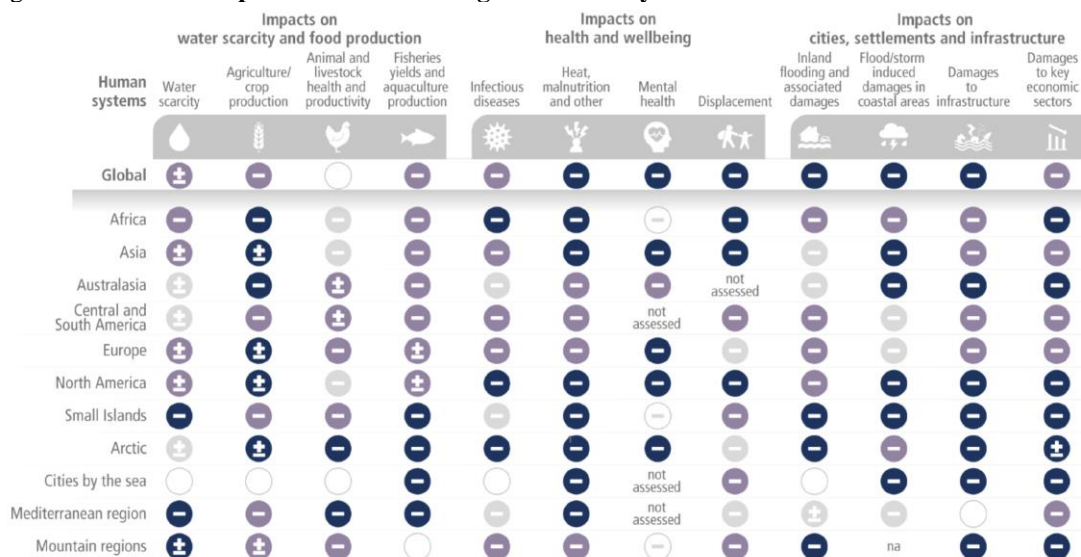 Impacts on
water scarcity and food production
Impacts on
health and wellbeing
Impacts on
cities, settlements and infrastructure
Human
systems
Water
scarcity
Agriculture/
crop
production
Animal and
livestock
health and
productivity
Fisheries
yields and
aquaculture
production
Infectious
diseases
Heat,
malnutrition
and other
Mental
health
Displacement
Inland
flooding and
associated
damages
Flood/storm
induced
damages in
coastal areas
Damages
to
infrastructure
Damages
to key
economic
sectors
Global
Africa
Asia
Australasia
not
assessed
Central and
South America
not
assessed
Europe
North America
Small Islands
Arctic
Cities by the sea
not
assessed
Mediterranean region
not
assessed
Mountain regions
na